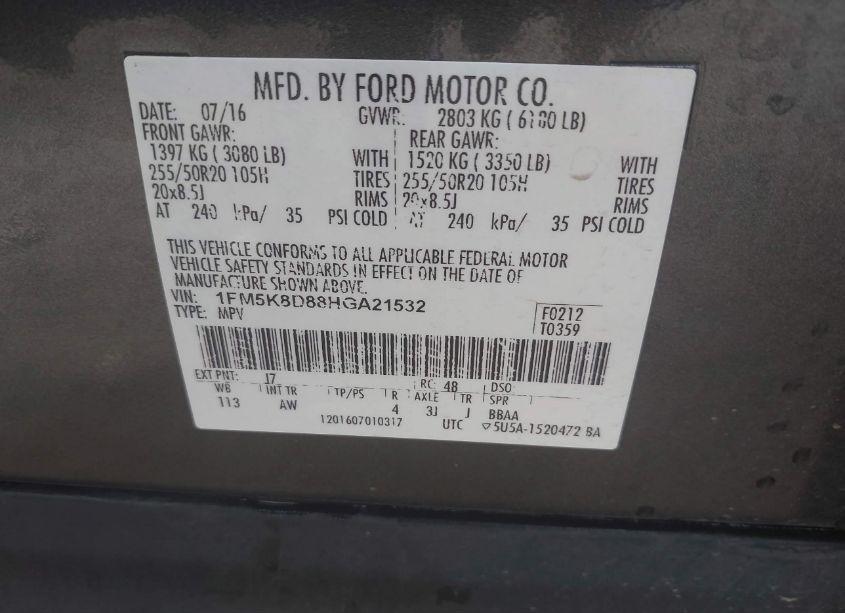 MFD. BY FORD MOTOR CO.
DATE: 07/16 GVWR: 2803 KG ( 6180 LB)
FRONT GAWR: REAR GAWR:
1397 KG ( 3080 LB) WITH 1520 KG ( 3350 LB) WITH
255/50R20 105H TIRES 255/50R20 105H TIRES
20x8.5J RIMS 20x8.5J RIMS
AT 240 kPa/ 35 PSI COLD AT 240 kPa/ 35 PSI COLD
THIS VEHICLE CONFORMS TO ALL APPLICABLE FEDERAL MOTOR
VEHICLE SAFETY STANDARDS IN EFFECT ON THE DATE OF
MANUFACTURE SHOWN ABOVE.
VIN: 1FM5K8D88HGA21532
TYPE: MPV
F0212
T0359
EXT PNT: J7 RC: 48 DSO
WB INT TR TP/PS R AXLE TR SPR
113 AW 4 3J J BBAA
1201607010317 UTC ▽5U5A-1520472 BA